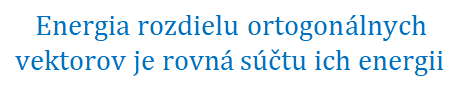 Energia rozdielu ortogonálnych
vektorov je rovná súčtu ich energii